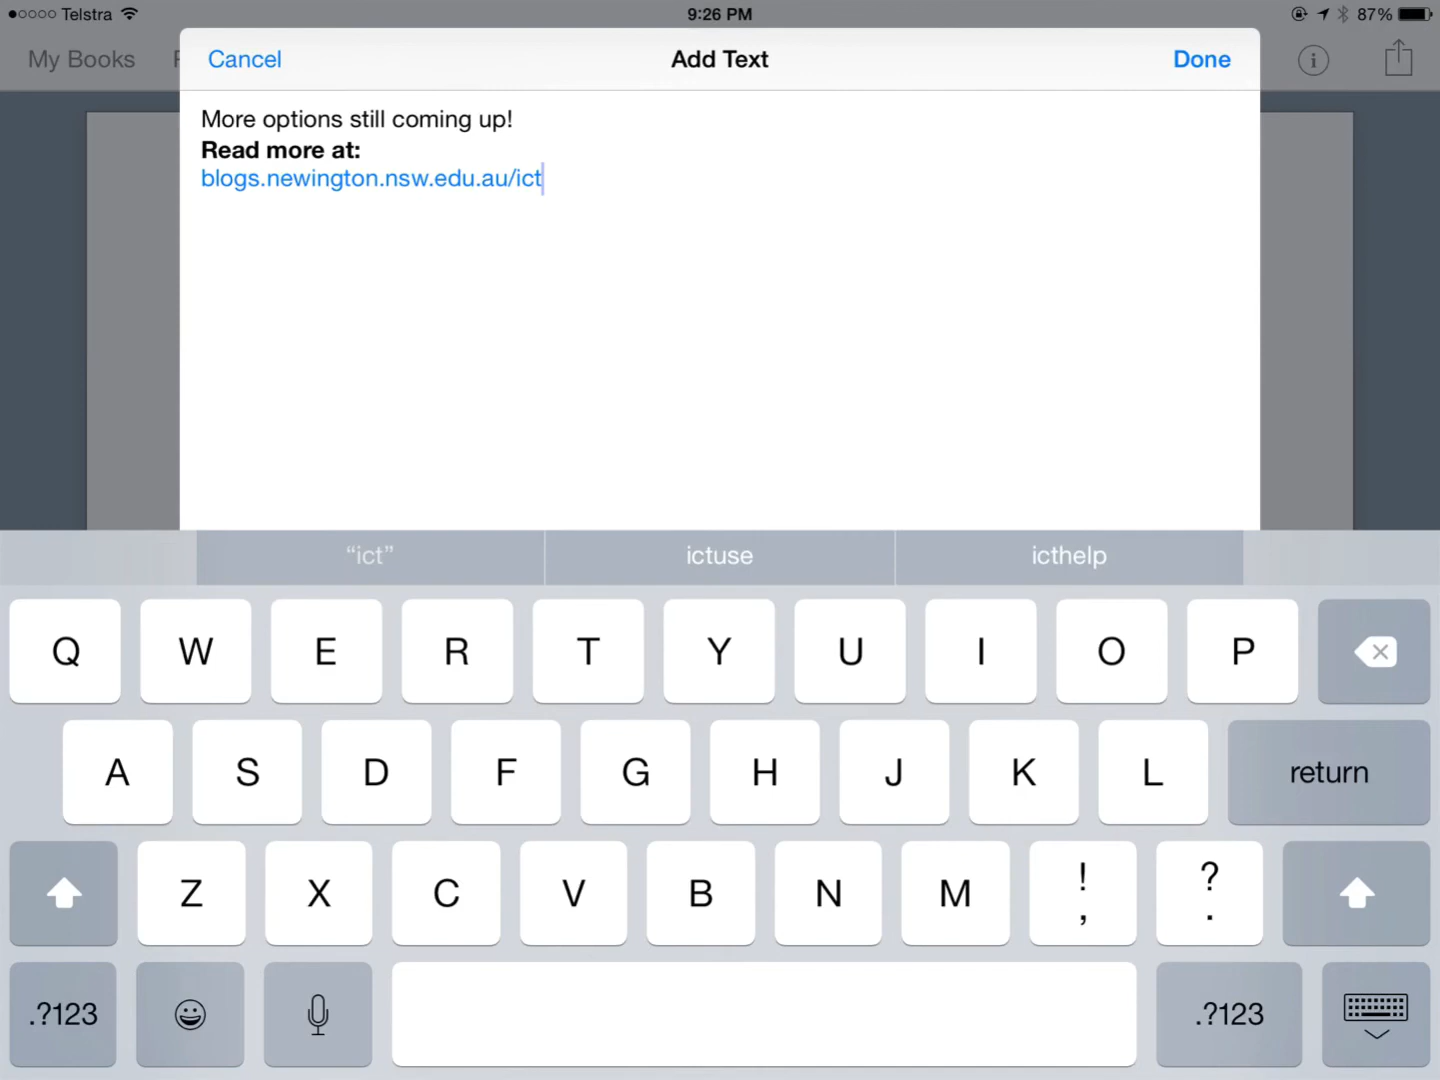 Telstra 9:26 PM 87%
My Books Cancel Add Text Done
More options still coming up!
Read more at:
blogs.newington.nsw.edu.au/ict
“ict” ictuse icthelp
Q W E R T Y U I O P
A S D F G H J K L return
Z X C V B N M ! , ? .
.?123 .?123